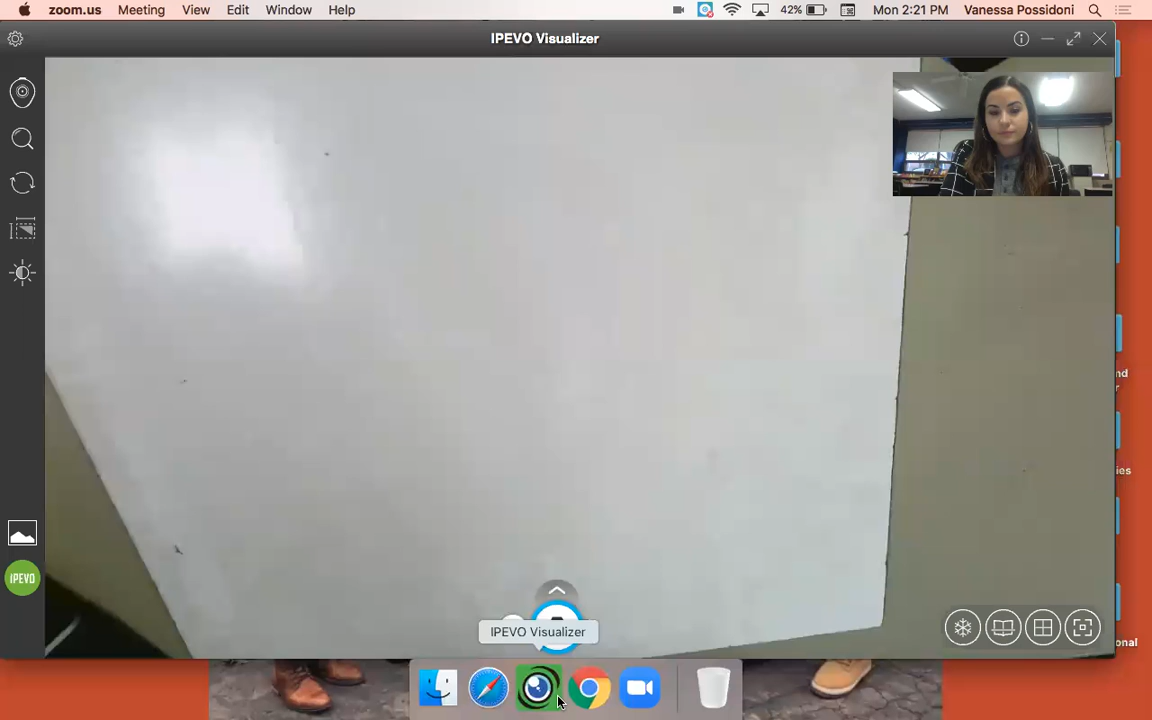 zoom.us Meeting View Edit Window Help 42% Mon 2:21 PM Vanessa Possidoni
IPEVO Visualizer
nd
r
ies
IPEVO
IPEVO Visualizer
onal